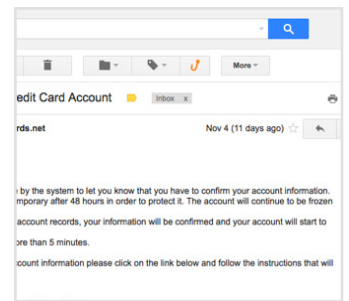 More
edit Card Account
Inbox x
rds.net
Nov 4 (11 days ago)
by the system to let you know that you have to confirm your account information.
mporary after 48 hours in order to protect it. The account will continue to be frozen
account records, your information will be confirmed and your account will start to
ore than 5 minutes.
count information please click on the link below and follow the instructions that will